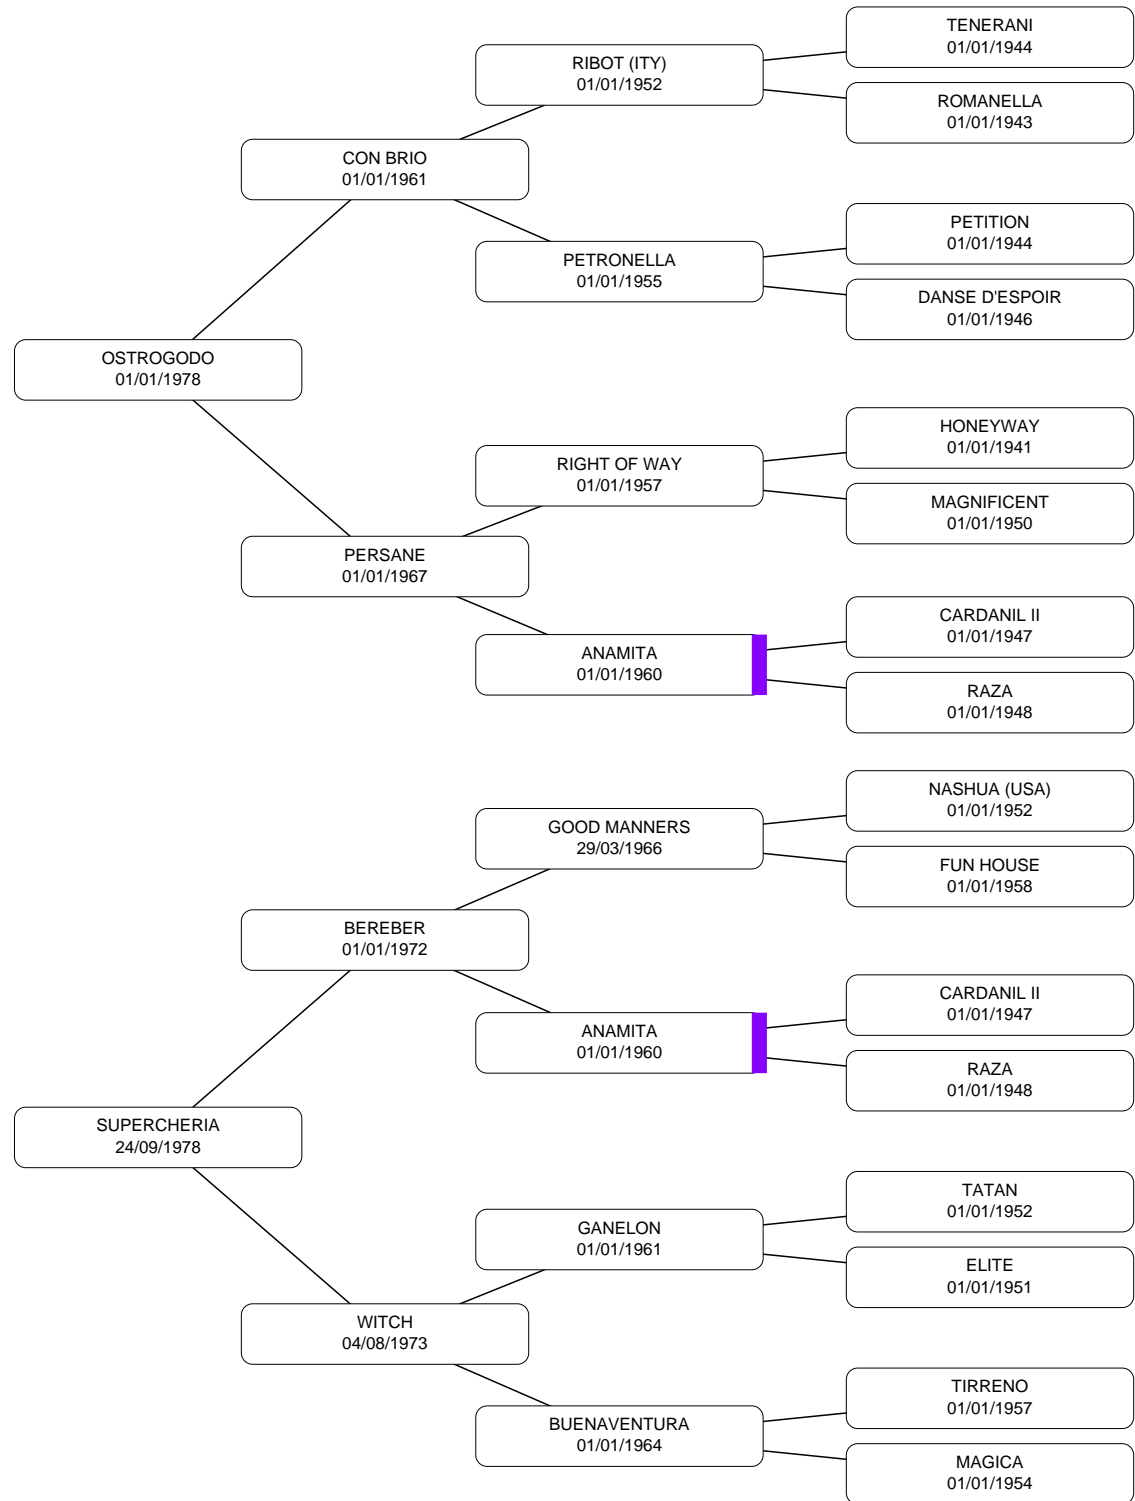 TENERANI
01/01/1944
RIBOT (ITY)
01/01/1952
ROMANELLA
01/01/1943
CON BRIO
01/01/1961
PETITION
01/01/1944
PETRONELLA
01/01/1955
DANSE D'ESPOIR
01/01/1946
OSTROGODO
01/01/1978
HONEYWAY
01/01/1941
RIGHT OF WAY
01/01/1957
MAGNIFICENT
01/01/1950
PERSANE
01/01/1967
CARDANIL II
01/01/1947
ANAMITA
01/01/1960
RAZA
01/01/1948
NASHUA (USA)
01/01/1952
GOOD MANNERS
29/03/1966
FUN HOUSE
01/01/1958
BEREBER
01/01/1972
CARDANIL II
01/01/1947
ANAMITA
01/01/1960
RAZA
01/01/1948
SUPERCHERIA
24/09/1978
TATAN
01/01/1952
GANELON
01/01/1961
ELITE
01/01/1951
WITCH
04/08/1973
TIRRENO
01/01/1957
BUENAVENTURA
01/01/1964
MAGICA
01/01/1954